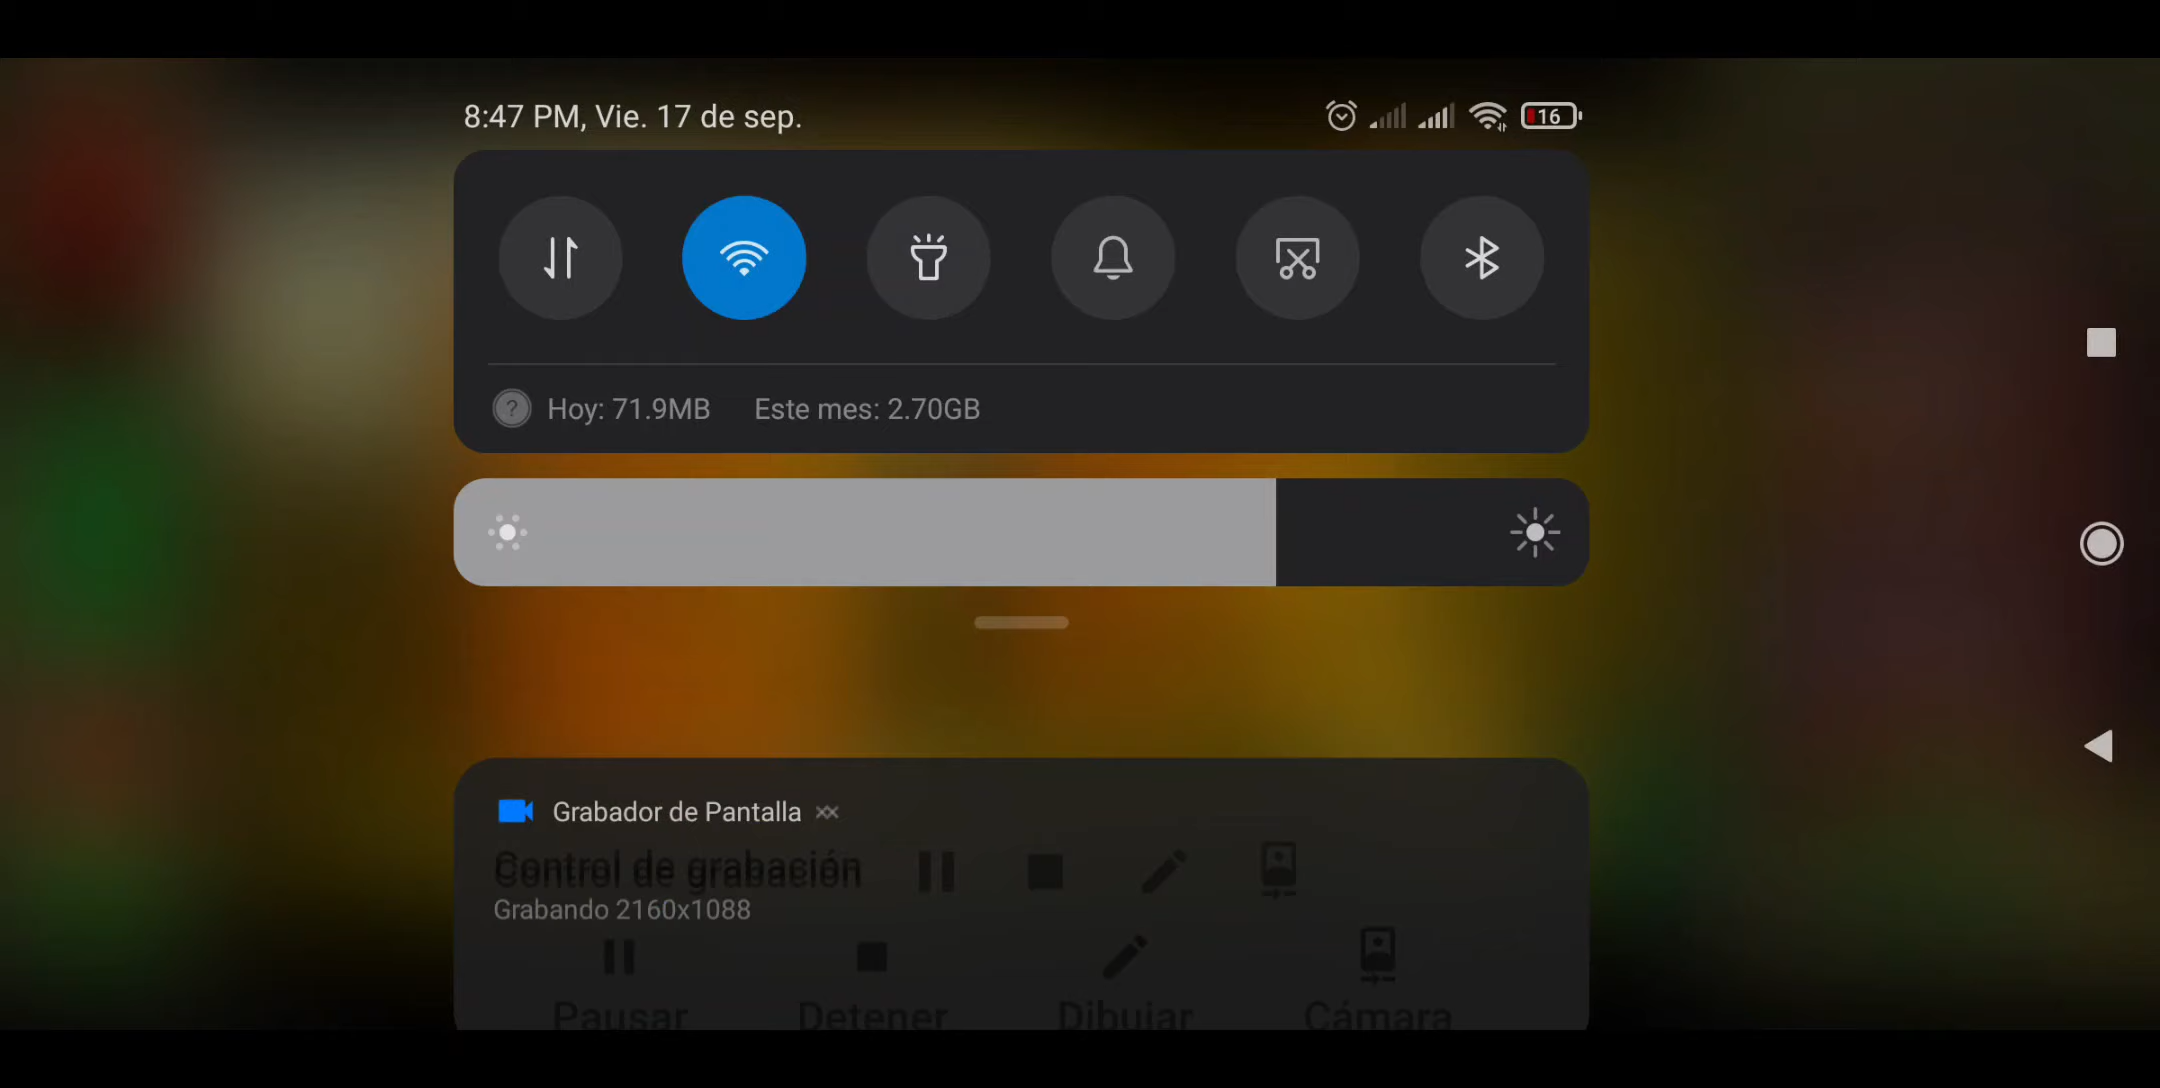 8:47 PM, Vie. 17 de sep.
16
Hoy: 71.9MB Este mes: 2.70GB
Grabador de Pantalla
Control de grabación
Grabando 2160x1088
Pausar Detener Dibujar Cámara